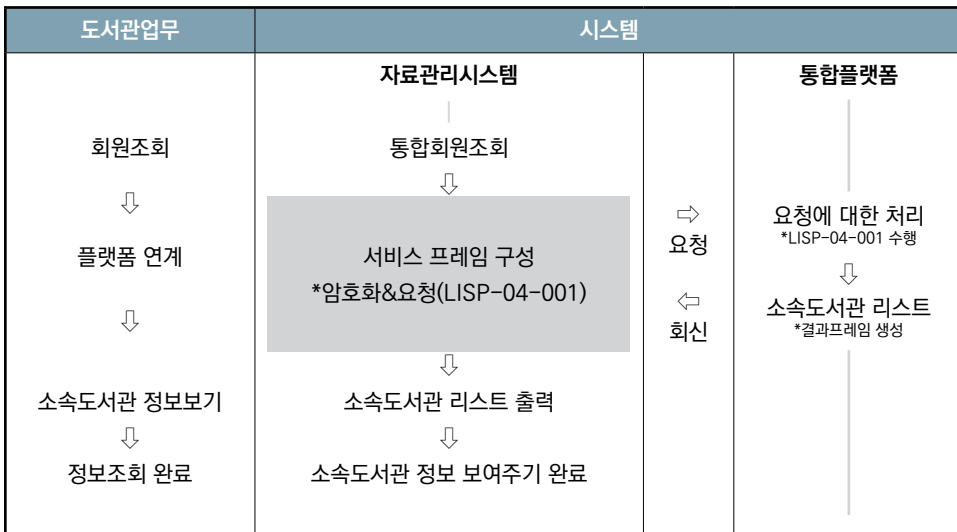 도서관업무
시스템
자료관리시스템
통합플랫폼
회원조회
통합회원조회
⇩
⇩
플랫폼 연계
서비스 프레임 구성
*암호화&요청(LISP-04-001)
⇨
요청
⇦
회신
요청에 대한 처리
*LISP-04-001 수행
⇩
소속도서관 리스트
*결과프레임 생성
⇩
⇩
소속도서관 정보보기
소속도서관 리스트 출력
⇩
⇩
정보조회 완료
소속도서관 정보 보여주기 완료